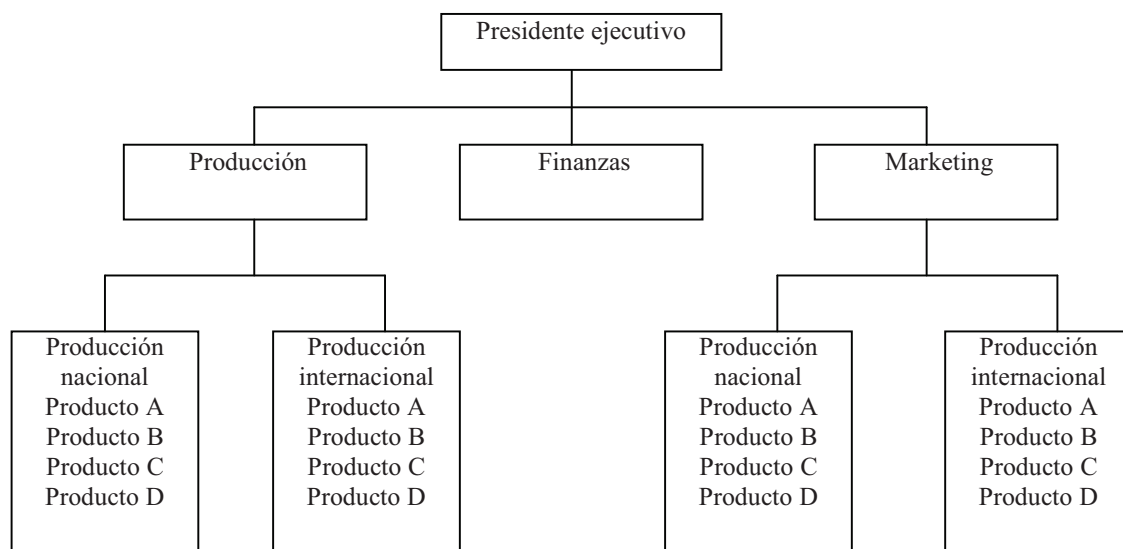 Presidente ejecutivo
Producción
Finanzas
Marketing
Producción
nacional
Producto A
Producto B
Producto C
Producto D
Producción
internacional
Producto A
Producto B
Producto C
Producto D
Producción
nacional
Producto A
Producto B
Producto C
Producto D
Producción
internacional
Producto A
Producto B
Producto C
Producto D